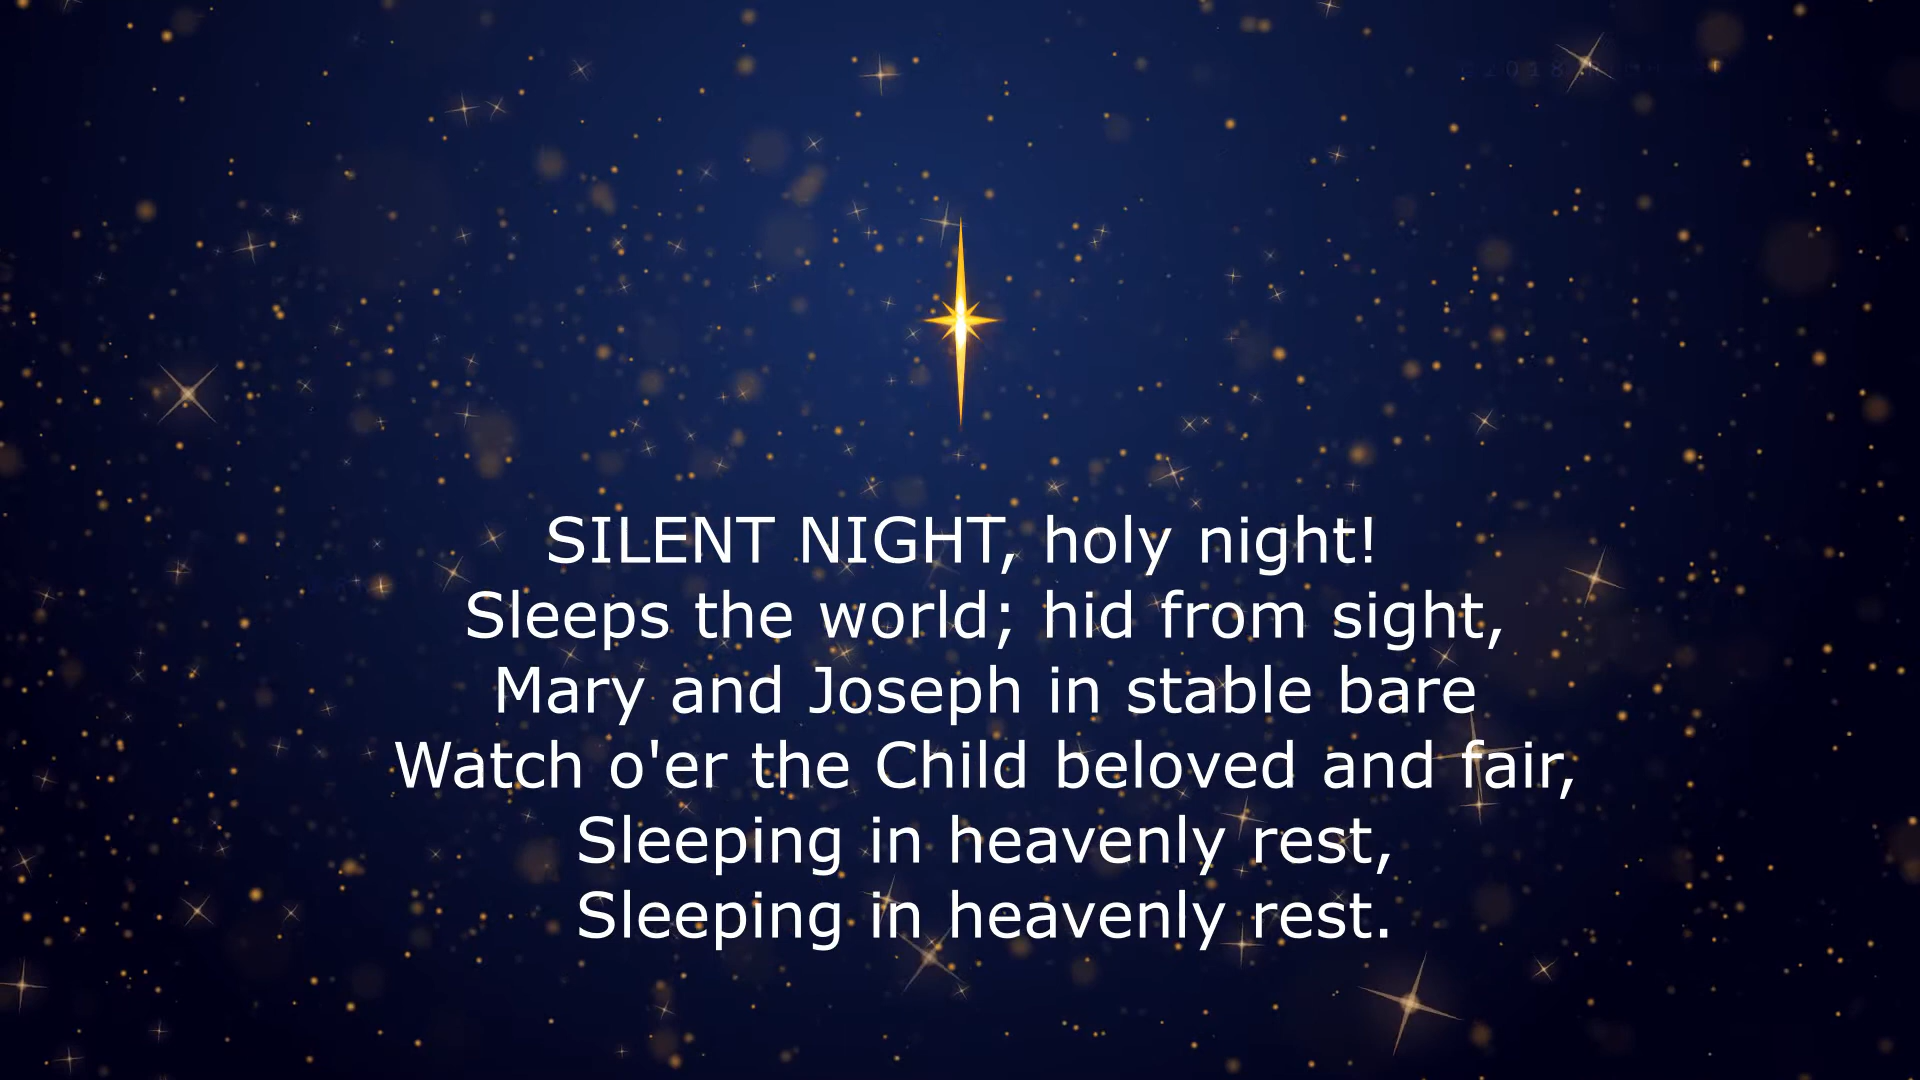 SILENT NIGHT, holy night!
Sleeps the world; hid from sight,
Mary and Joseph in stable bare
Watch o'er the Child beloved and fair,
Sleeping in heavenly rest,
Sleeping in heavenly rest.
©2018